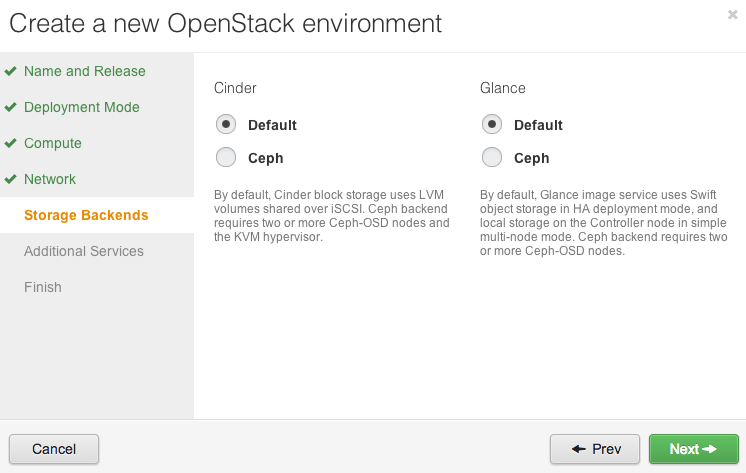 Create a new OpenStack environment
Name and Release
Deployment Mode
Compute
Network
Storage Backends
Additional Services
Finish
Cinder
Default
Ceph
By default, Cinder block storage uses LVM
volumes shared over iSCSI. Ceph backend
requires two or more Ceph-OSD nodes and
the KVM hypervisor.
Glance
Default
Ceph
By default, Glance image service uses Swift
object storage in HA deployment mode, and
local storage on the Controller node in simple
multi-node mode. Ceph backend requires two
or more Ceph-OSD nodes.
Cancel
Prev
Next